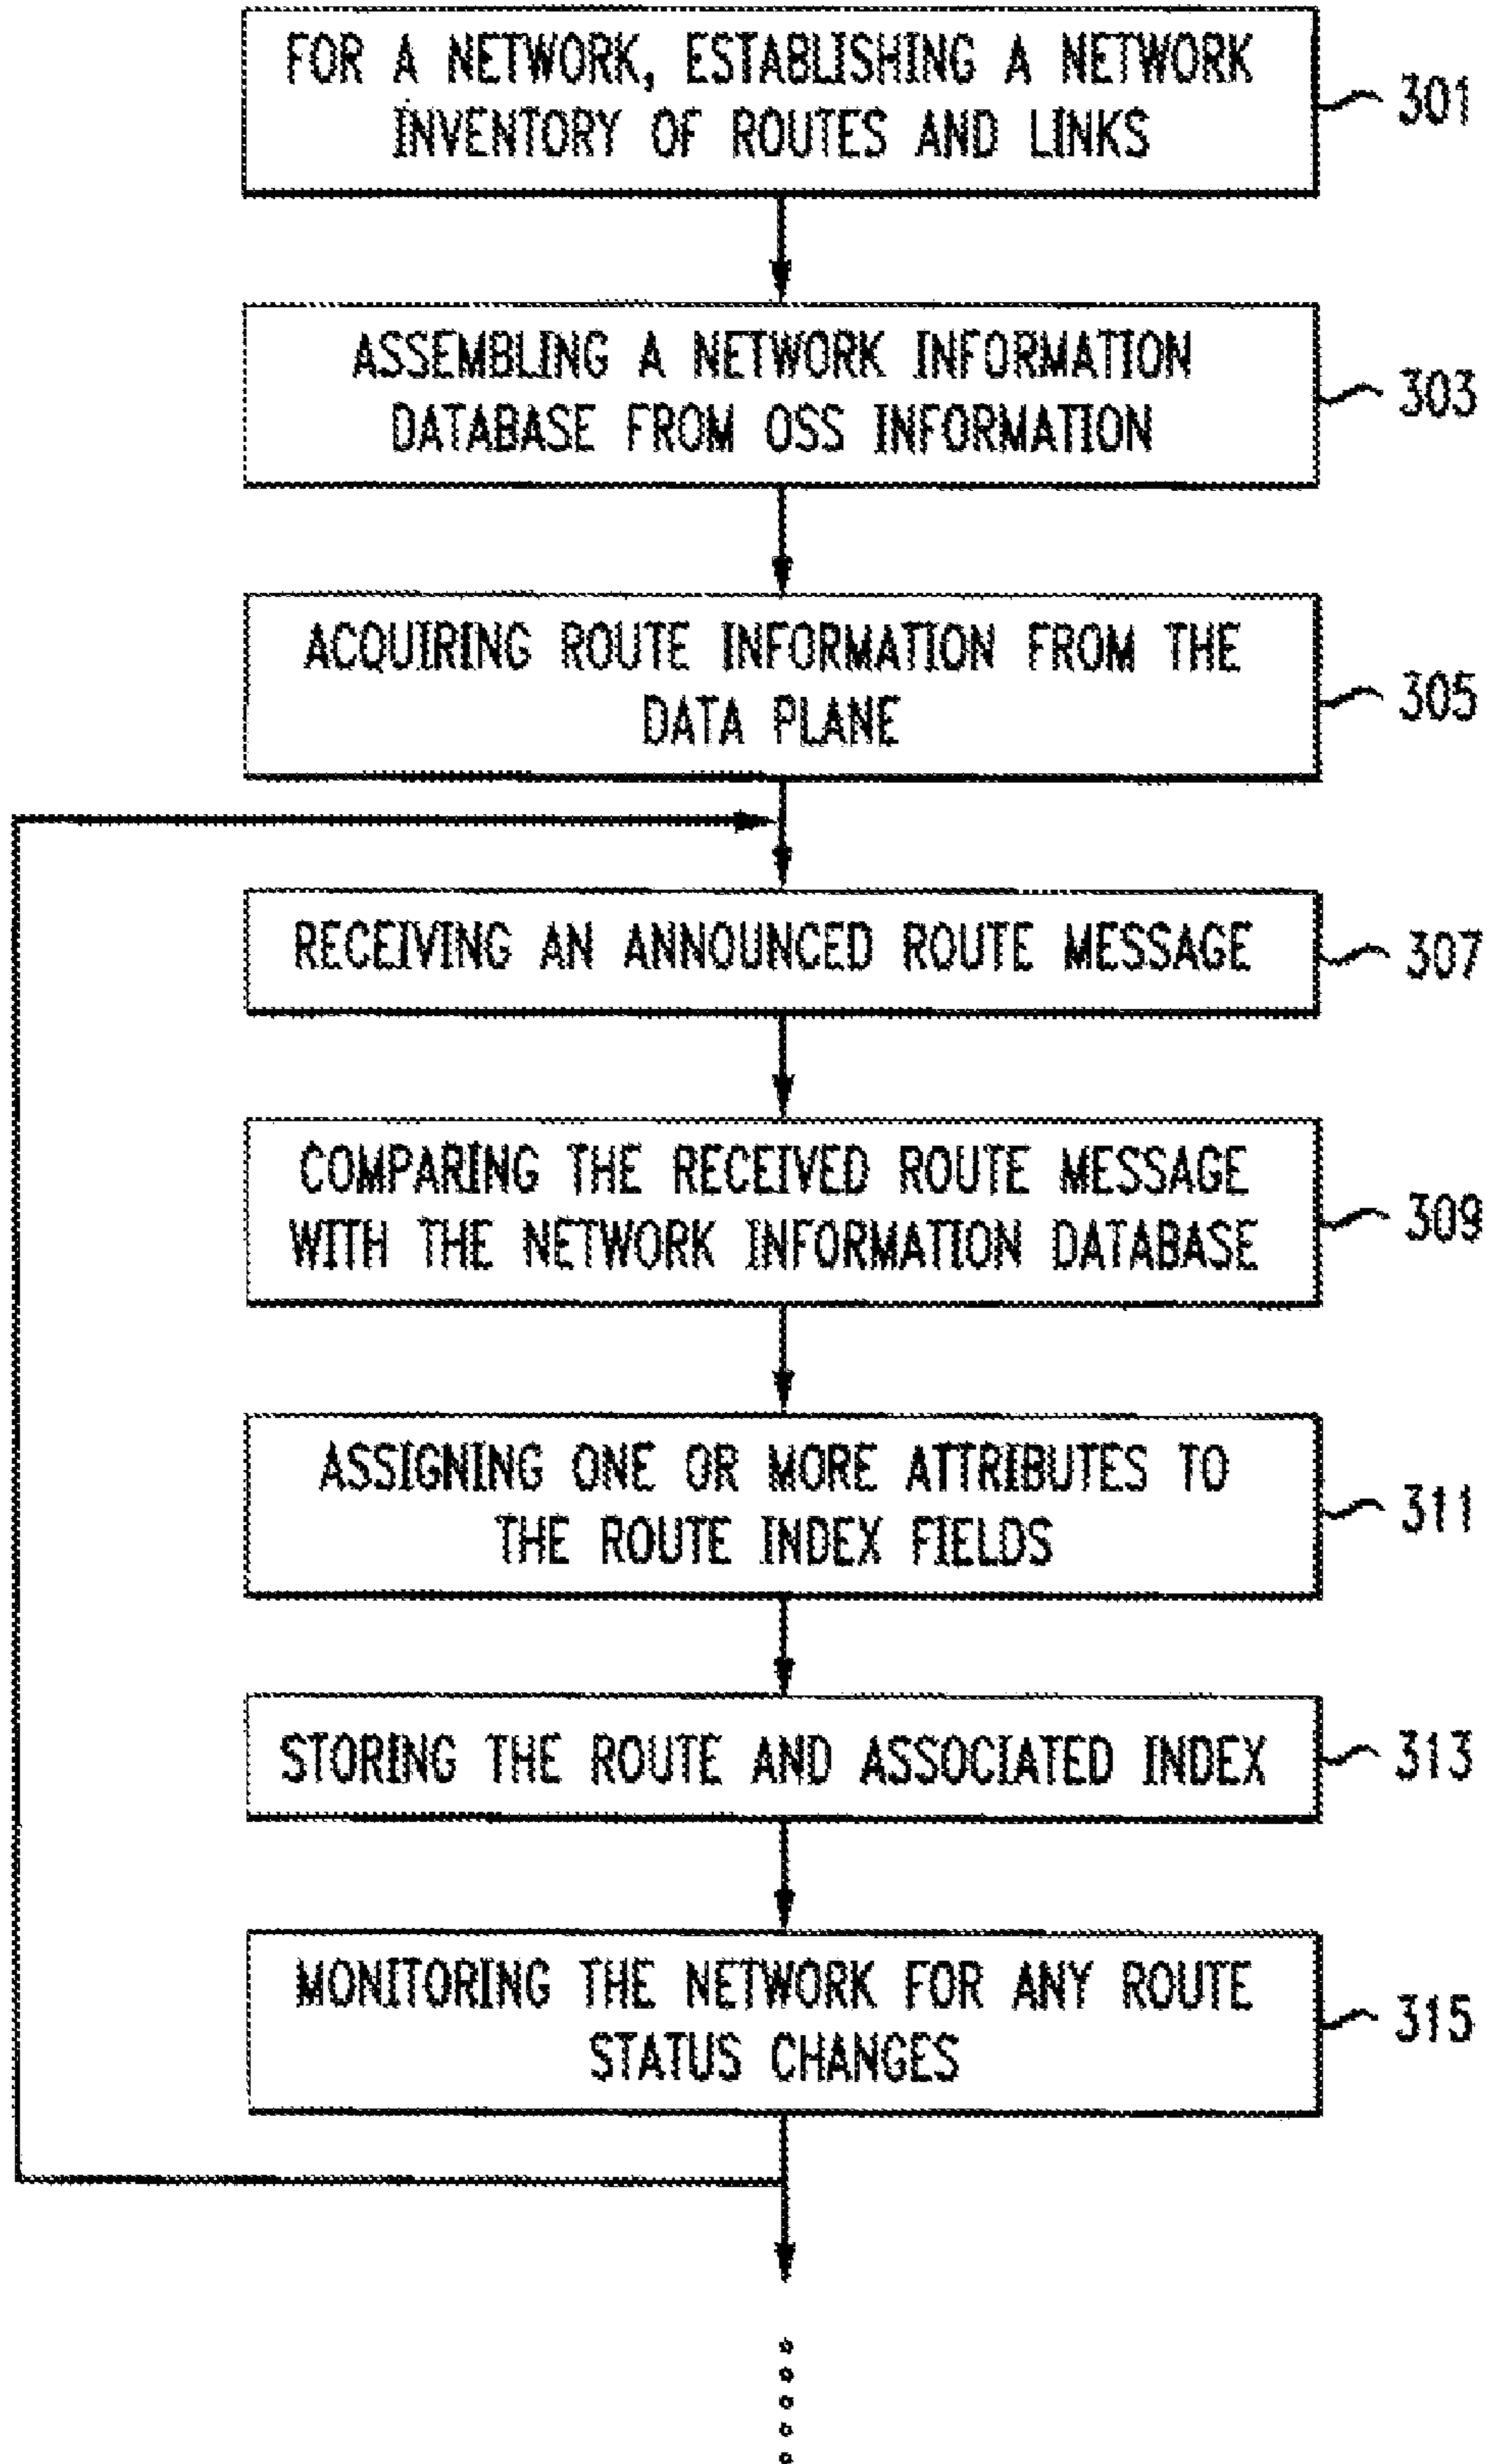 FOR A NETWORK, ESTABLISHING A NETWORK
INVENTORY OF ROUTES AND LINKS
301
ASSEMBLING A NETWORK INFORMATION
DATABASE FROM OSS INFORMATION
303
ACQUIRING ROUTE INFORMATION FROM THE
DATA PLANE
305
RECEIVING AN ANNOUNCED ROUTE MESSAGE
307
COMPARING THE RECEIVED ROUTE MESSAGE
WITH THE NETWORK INFORMATION DATABASE
309
ASSIGNING ONE OR MORE ATTRIBUTES TO
THE ROUTE INDEX FIELDS
311
STORING THE ROUTE AND ASSOCIATED INDEX
313
MONITORING THE NETWORK FOR ANY ROUTE
STATUS CHANGES
315